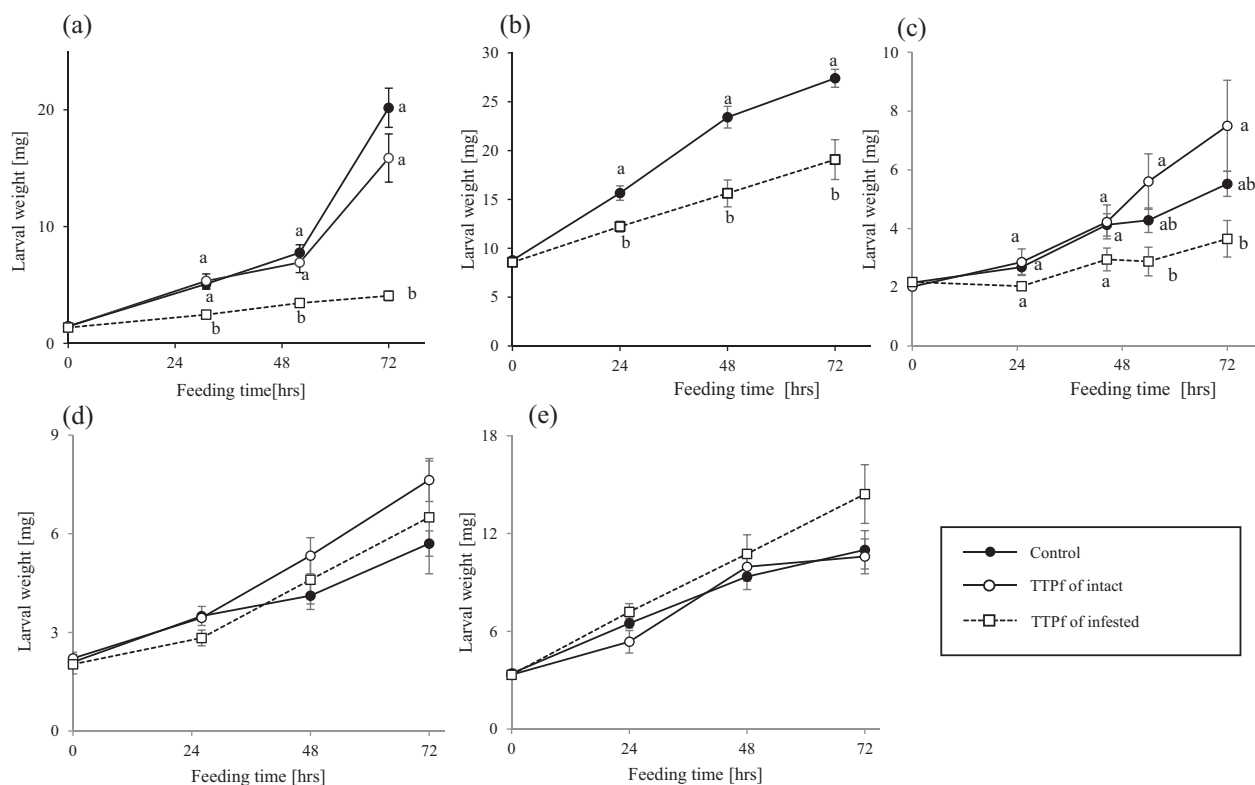 (a)
20
10
0
Larval weight [mg]
a
a
a
a
a
a
b
b
b
0 24 48 72
Feeding time[hrs]
(b)
30
25
20
15
10
5
0
Larval weight [mg]
a
a
a
b
b
b
0 24 48 72
Feeding time [hrs]
(c)
10
8
6
4
2
0
Larval weight [mg]
a
a
a
a
a
a
ab
ab
a
a
b
b
0 24 48 72
Feeding time [hrs]
(d)
9
6
3
0
Larval weight [mg]
0 24 48 72
Feeding time [hrs]
(e)
18
12
6
0
Larval weight [mg]
0 24 48 72
Feeding time [hrs]
Control
TTPf of intact
TTPf of infested